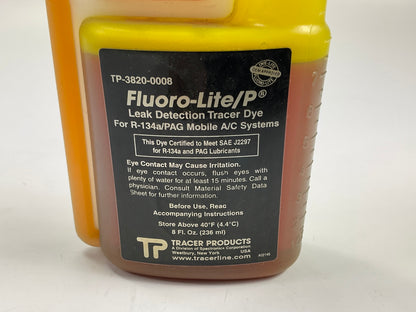 TP-3820-0008
OEM APPROVED
Fluoro-Lite/P®
Leak Detection Tracer Dye
For R-134a/PAG Mobile A/C Systems
This Dye Certified to Meet SAE J2297
for R-134a and PAG Lubricants
Eye Contact May Cause Irritation.
If eye contact occurs, flush eyes with
plenty of water for at least 15 minutes. Call a
physician. Consult Material Safety Data
Sheet for further information.
Before Use, Reac
Accompanying Instructions
Store Above 40°F (4.4°C)
8 Fl. Oz. (236 ml)
TP TRACER PRODUCTS
A Division of Spectronics Corporation
Westbury, New York USA
www.tracerline.com